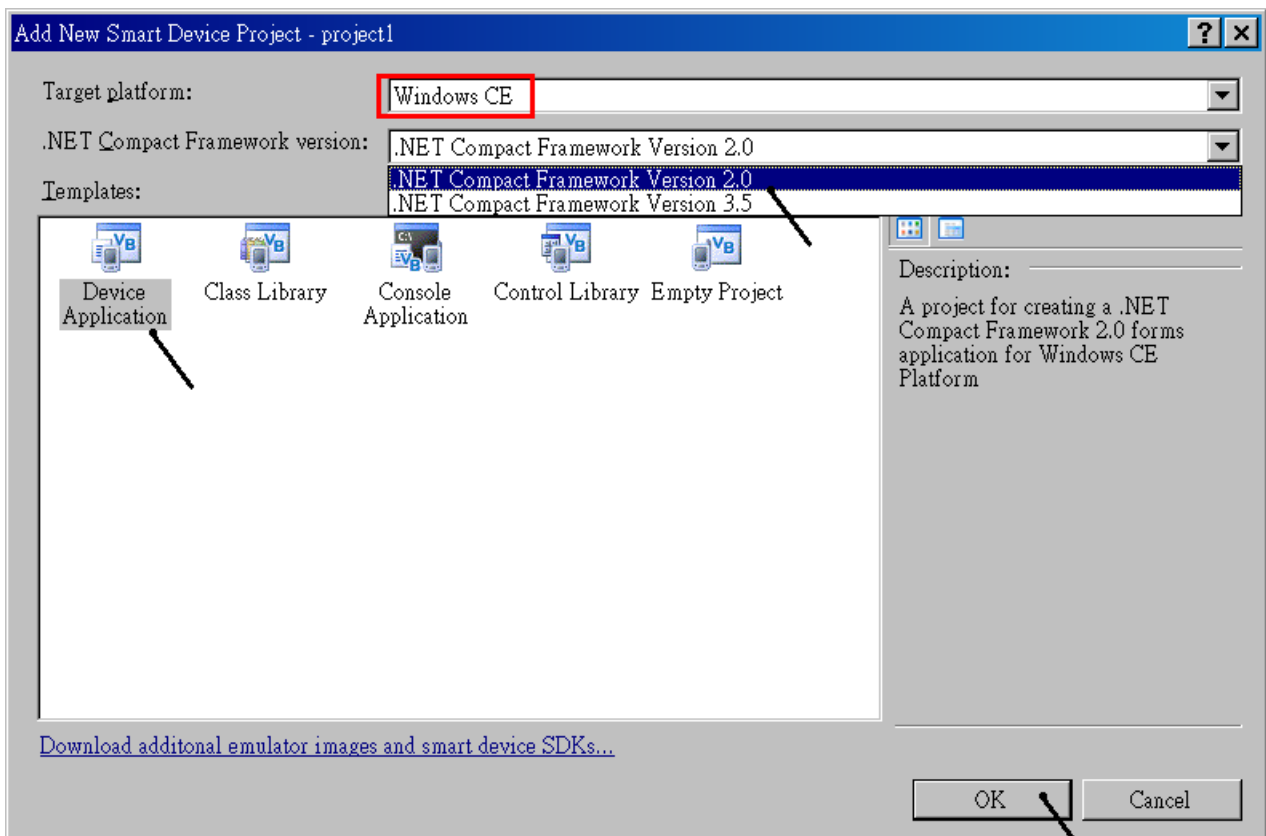 Add New Smart Device Project - project1
Target platform:
Windows CE
.NET Compact Framework version:
.NET Compact Framework Version 2.0
.NET Compact Framework Version 2.0
.NET Compact Framework Version 3.5
Templates:
Device
Application
Class Library
Console
Application
Control Library
Empty Project
Description:
A project for creating a .NET
Compact Framework 2.0 forms
application for Windows CE
Platform
Download additonal emulator images and smart device SDKs...
OK
Cancel